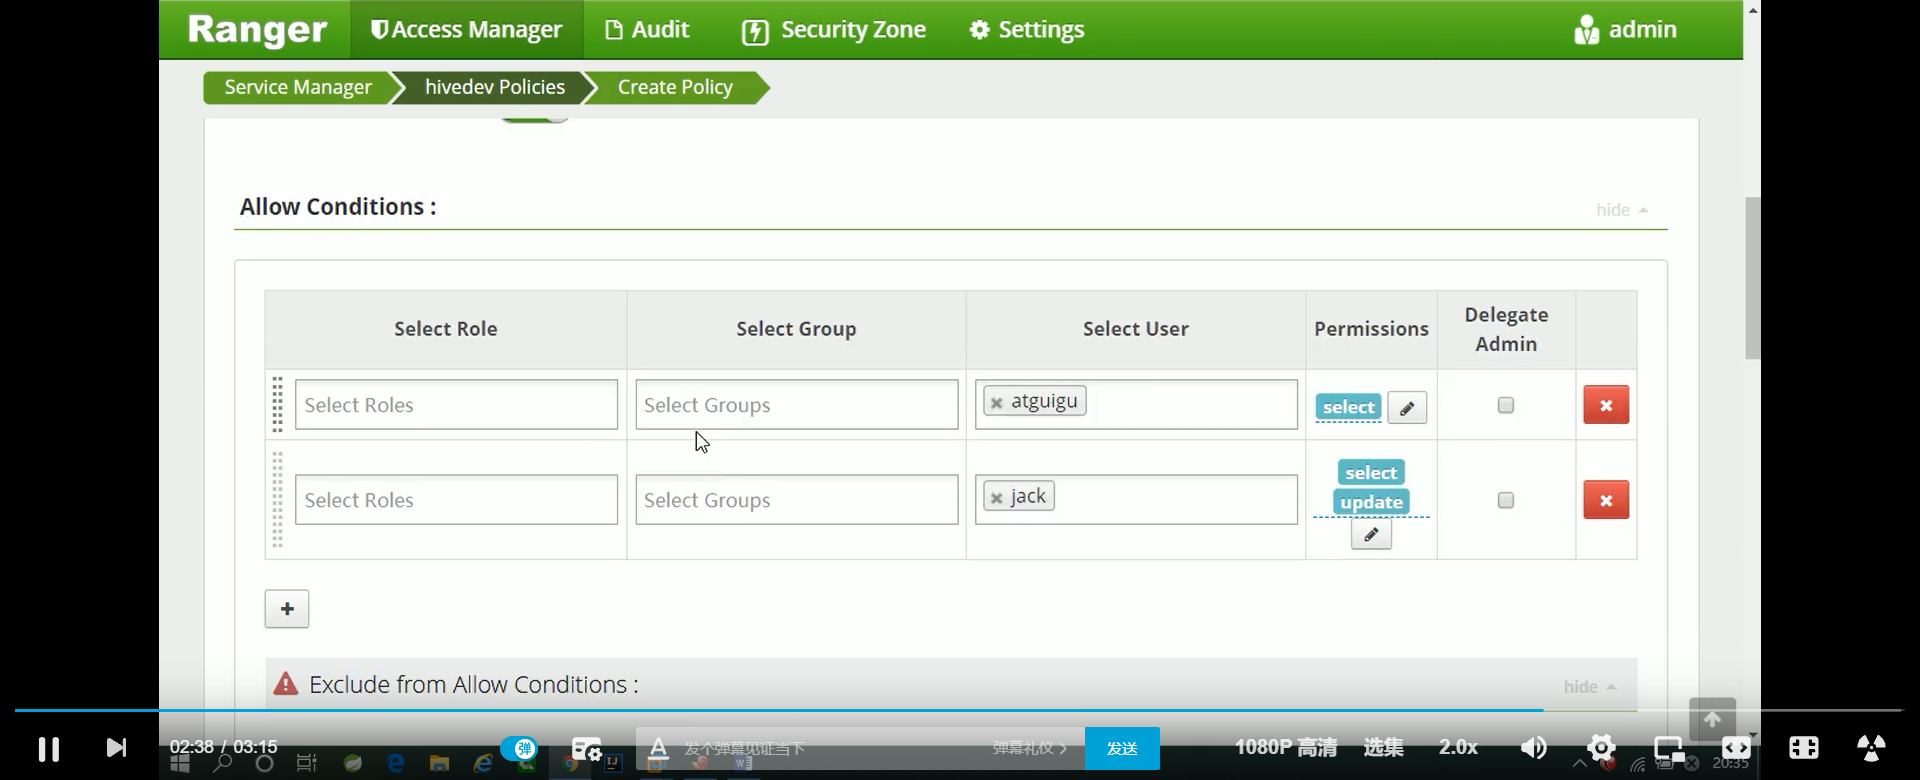 Ranger Access Manager Audit Security Zone Settings admin
Service Manager hivedev Policies Create Policy
Allow Conditions : hide
Select Role Select Group Select User Permissions Delegate Admin
Select Roles Select Groups × atguigu select
Select Roles Select Groups × jack select update
+
Exclude from Allow Conditions : hide
02:38 / 03:15 弹 A 发个弹幕见证当下 弹幕礼仪 > 发送 1080P 高清 选集 2.0x
20:35